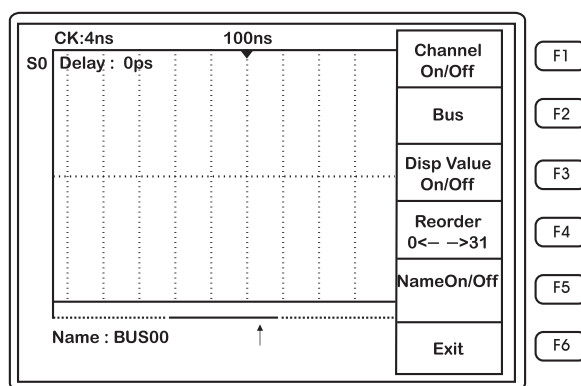 CK:4ns 100ns
S0 Delay : 0ps
Channel
On/Off
F1
Bus
F2
Disp Value
On/Off
F3
Reorder
0<– –>31
F4
NameOn/Off
F5
Name : BUS00
Exit
F6